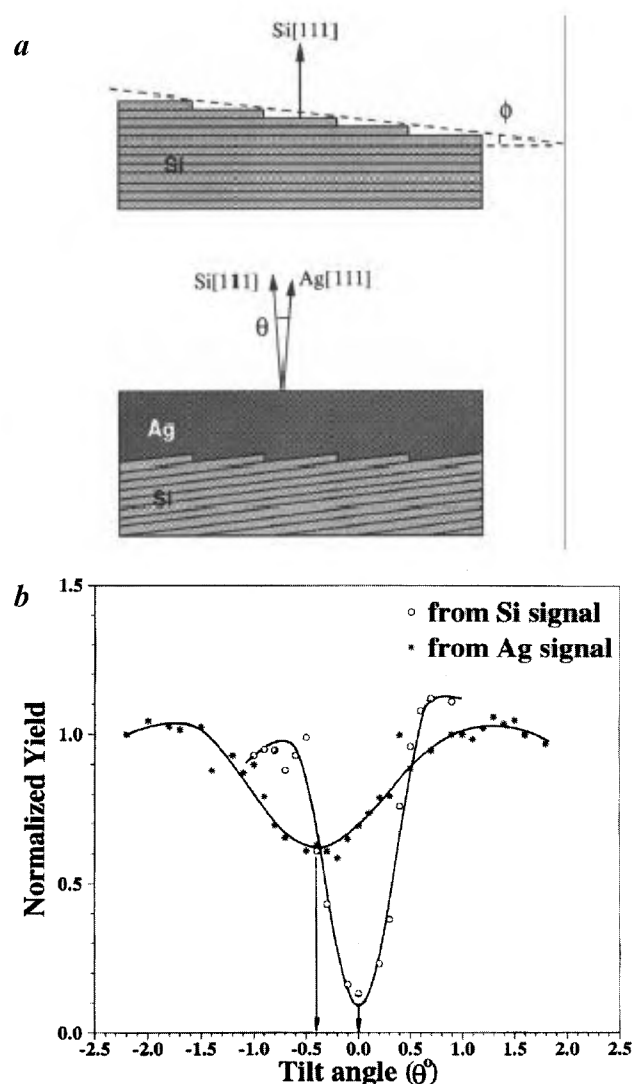 a
Si[111]
ϕ
Si
Si[111] Ag[111]
θ
Ag
Si
b
1.5
from Si signal
from Ag signal
1.0
Normalized Yield
0.5
0.0
-2.5 -2.0 -1.5 -1.0 -0.5 0.0 0.5 1.0 1.5 2.0 2.5
Tilt angle (θ°)